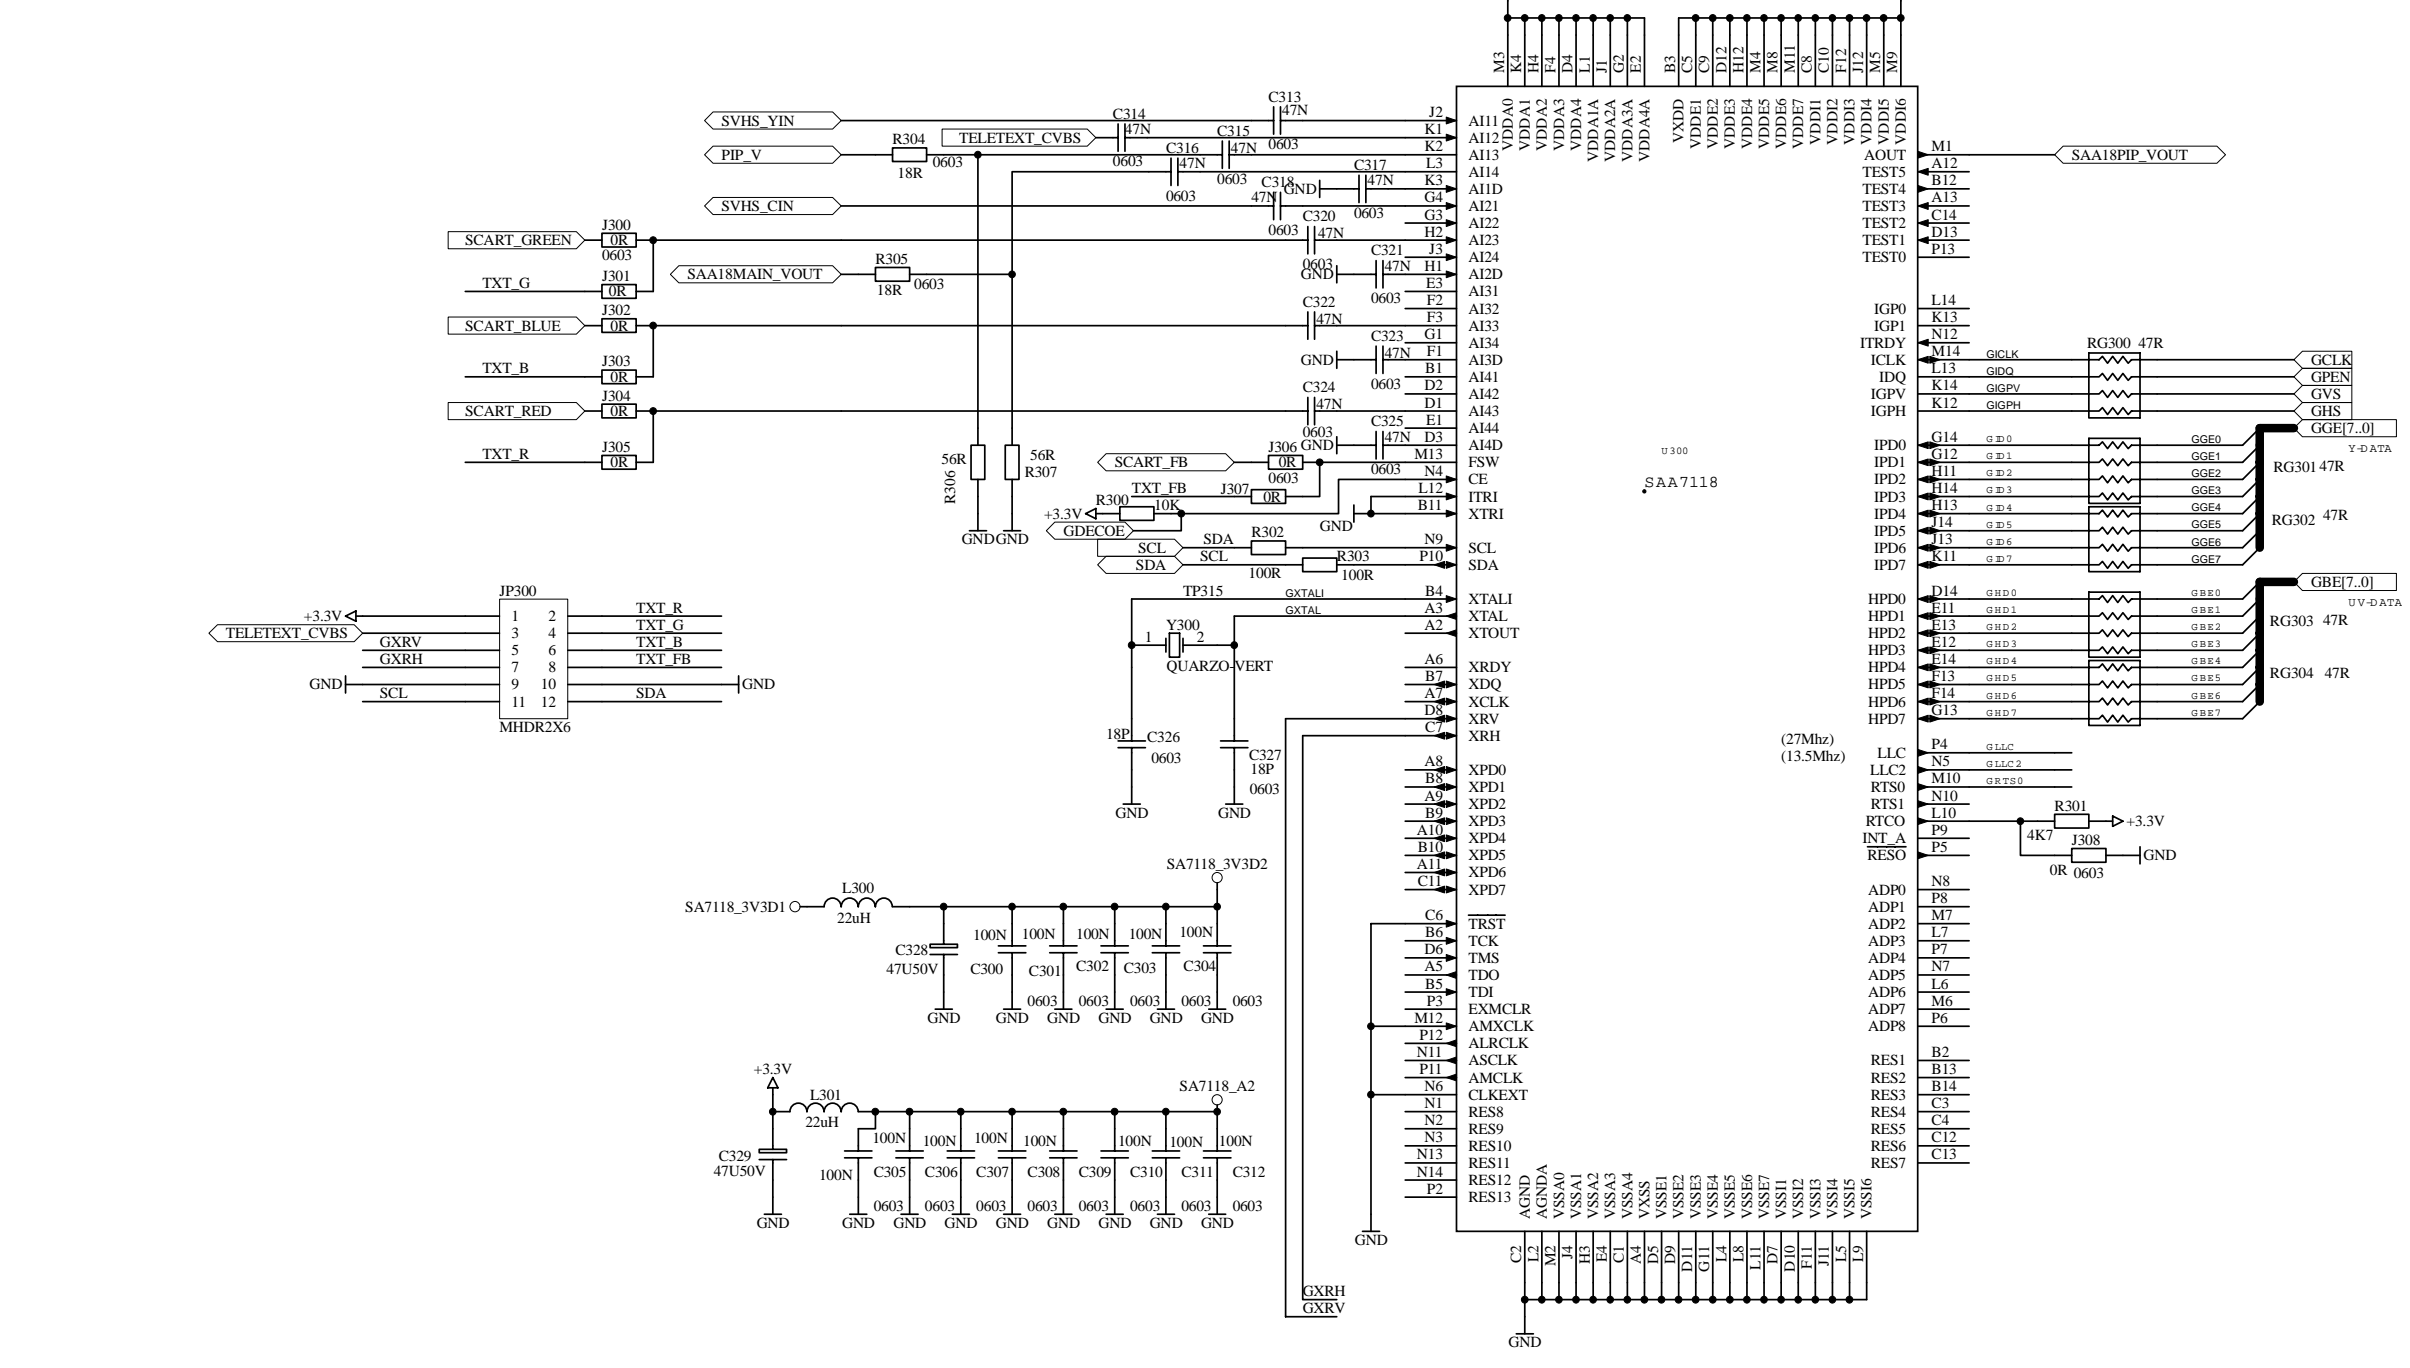 M3 K4 H4 F4 D4 L1 J1 G2 E2 B3 C5 C9 D12 H12 M4 M8 M11 C8 C10 F12 J12 M5 M9
VDDA0 VDDA1 VDDA2 VDDA3 VDDA4 VDDA1A VDDA2A VDDA3A VDDA4A VXDD VDDE1 VDDE2 VDDE3 VDDE4 VDDE5 VDDE6 VDDE7 VDDI1 VDDI2 VDDI3 VDDI4 VDDI5 VDDI6
SVHS_YIN C313 47N 0603 J2 AI11
TELETEXT_CVBS C314 47N 0603 K1 AI12
PIP_V R304 18R 0603 C315 47N 0603 K2 AI13
C316 47N 0603 L3 AI14
GND C317 47N 0603 K3 AI1D
SVHS_CIN C318 47N 0603 G4 AI21
G3 AI22
SCART_GREEN J300 0R 0603 C320 47N 0603 H2 AI23
J3 AI24
SAA18MAIN_VOUT R305 18R 0603 GND C321 47N 0603 H1 AI2D
TXT_G J301 0R E3 AI31
F2 AI32
SCART_BLUE J302 0R C322 47N F3 AI33
G1 AI34
GND C323 47N 0603 F1 AI3D
TXT_B J303 0R B1 AI41
D2 AI42
SCART_RED J304 0R C324 47N 0603 D1 AI43
E1 AI44
GND C325 47N 0603 D3 AI4D
TXT_R J305 0R
56R R306 GND
56R R307 GND
SCART_FB J306 0R 0603 M13 FSW
N4 CE
TXT_FB J307 0R L12 ITRI
+3.3V R300 10K GND B11 XTRI
GDECOE
SCL SDA R302 100R N9 SCL
SDA SCL R303 100R P10 SDA
TP315 GXTALI B4 XTALI
GXTAL A3 XTAL
1 Y300 2 A2 XTOUT
QUARZO-VERT
A6 XRDY
B7 XDQ
A7 XCLK
D8 XRV
C7 XRH
18P C326 0603 GND
C327 18P 0603 GND
A8 XPD0
B8 XPD1
A9 XPD2
B9 XPD3
A10 XPD4
B10 XPD5
A11 XPD6
C11 XPD7
C6 TRST
B6 TCK
D6 TMS
A5 TDO
B5 TDI
P3 EXMCLR
M12 AMXCLK
P12 ALRCLK
N11 ASCLK
P11 AMCLK
N6 CLKEXT
N1 RES8
N2 RES9
N3 RES10
N13 RES11
N14 RES12
P2 RES13
GND
GXRH
GXRV
JP300
+3.3V 1 2 TXT_R
TELETEXT_CVBS 3 4 TXT_G
GXRV 5 6 TXT_B
GXRH 7 8 TXT_FB
GND 9 10 GND
SCL 11 12 SDA
MHDR2X6
SA7118_3V3D2
SA7118_3V3D1 L300 22uH
C328 47U50V 100N C300 100N C301 100N C302 100N C303 100N C304
0603 0603 0603 0603 0603
GND GND GND GND GND GND
+3.3V L301 22uH SA7118_A2
C329 47U50V 100N 100N C305 100N C306 100N C307 100N C308 C309 100N C310 100N C311 100N C312
0603 0603 0603 0603 0603 0603 0603 0603
GND GND GND GND GND GND GND GND GND
U300
SAA7118
(27Mhz)
(13.5Mhz)
AOUT M1 SAA18PIP_VOUT
TEST5 A12
TEST4 B12
TEST3 A13
TEST2 C14
TEST1 D13
TEST0 P13
IGP0 L14
IGP1 K13
ITRDY N12 RG300 47R
ICLK M14 GICLK GCLK
IDQ L13 GIDQ GPEN
IGPV K14 GIGPV GVS
IGPH K12 GIGPH GHS
GGE[7..0]
Y-DATA
IPD0 G14 GID0 GGE0
IPD1 G12 GID1 GGE1 RG301 47R
IPD2 H11 GID2 GGE2
IPD3 H14 GID3 GGE3
IPD4 H13 GID4 GGE4 RG302 47R
IPD5 J14 GID5 GGE5
IPD6 J13 GID6 GGE6
IPD7 K11 GID7 GGE7
GBE[7..0]
UV-DATA
HPD0 D14 GHD0 GBE0
HPD1 E11 GHD1 GBE1 RG303 47R
HPD2 E13 GHD2 GBE2
HPD3 E12 GHD3 GBE3
HPD4 E14 GHD4 GBE4 RG304 47R
HPD5 F13 GHD5 GBE5
HPD6 F14 GHD6 GBE6
HPD7 G13 GHD7 GBE7
LLC P4 GLLC
LLC2 N5 GLLC2
RTS0 M10 GRTS0
RTS1 N10
RTCO L10 R301 4K7 +3.3V
INT_A P9
RESO P5 J308 0R 0603 GND
ADP0 N8
ADP1 P8
ADP2 M7
ADP3 L7
ADP4 P7
ADP5 N7
ADP6 L6
ADP7 M6
ADP8 P6
RES1 B2
RES2 B13
RES3 B14
RES4 C3
RES5 C4
RES6 C12
RES7 C13
AGND AGNDA VSSA0 VSSA1 VSSA2 VSSA3 VSSA4 VXSS VSSE1 VSSE2 VSSE3 VSSE4 VSSE5 VSSE6 VSSE7 VSSI1 VSSI2 VSSI3 VSSI4 VSSI5 VSSI6
C2 L2 M2 J4 H3 E4 C1 A4 D5 D9 D11 G11 L4 L8 L11 D7 D10 F11 J11 L5 L9
GND